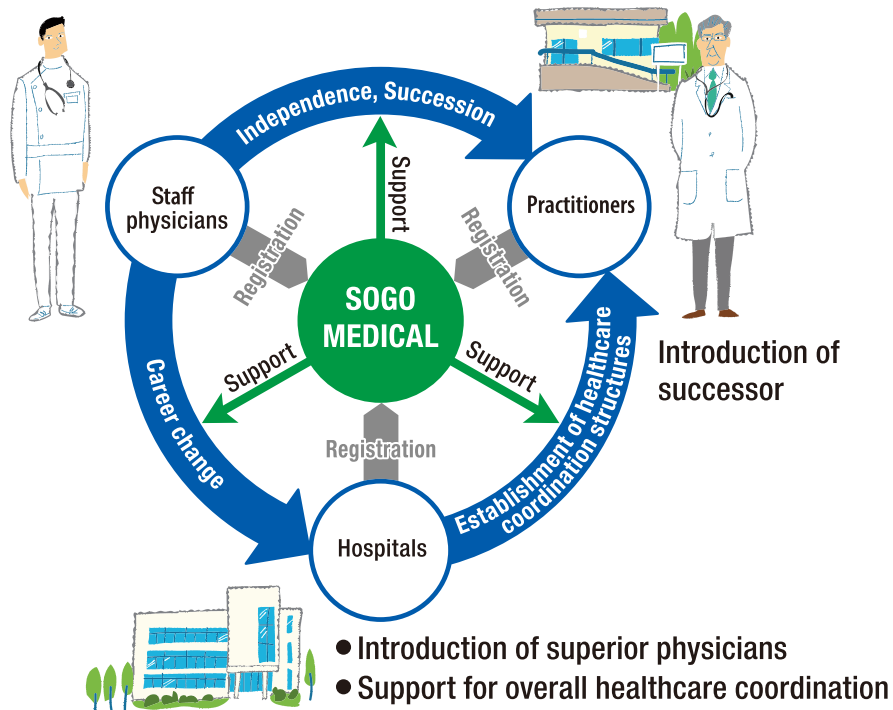 Independence, Succession
Staff
physicians
Practitioners
Support
Registration
Registration
SOGO
MEDICAL
Support
Support
Career change
Establishment of healthcare
coordination structures
Introduction of
successor
Registration
Hospitals
● Introduction of superior physicians
● Support for overall healthcare coordination